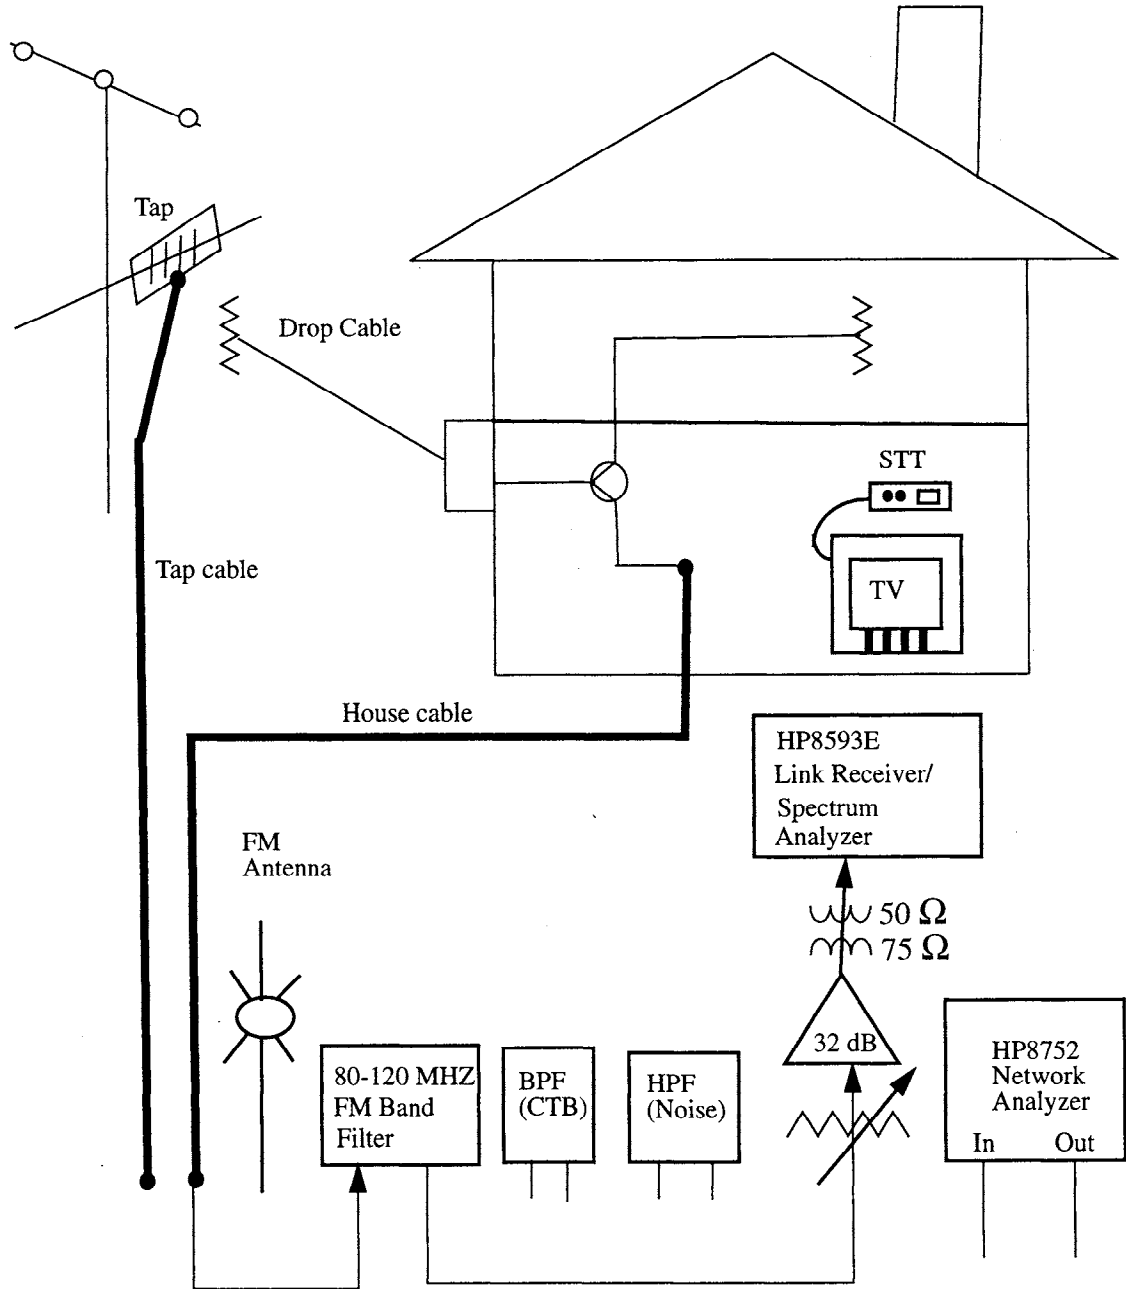 Tap
Drop Cable
STT
TV
Tap cable
House cable
HP8593E
Link Receiver/
Spectrum
Analyzer
FM
Antenna
50 Ω
75 Ω
32 dB
80-120 MHZ
FM Band
Filter
BPF
(CTB)
HPF
(Noise)
HP8752
Network
Analyzer
In Out